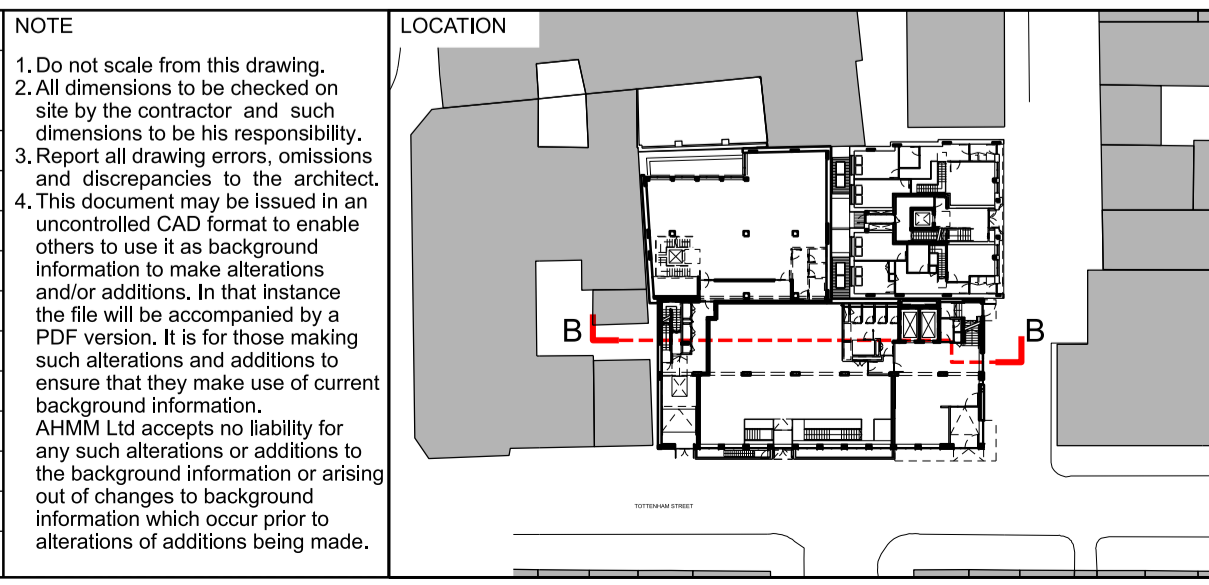 NOTE
1. Do not scale from this drawing.
2. All dimensions to be checked on
site by the contractor and such
dimensions to be his responsibility.
3. Report all drawing errors, omissions
and discrepancies to the architect.
4. This document may be issued in an
uncontrolled CAD format to enable
others to use it as background
information to make alterations
and/or additions. In that instance
the file will be accompanied by a
PDF version. It is for those making
such alterations and additions to
ensure that they make use of current
background information.
AHMM Ltd accepts no liability for
any such alterations or additions to
the background information or arising
out of changes to background
information which occur prior to
alterations of additions being made.
LOCATION
B
B
TOTTENHAM STREET